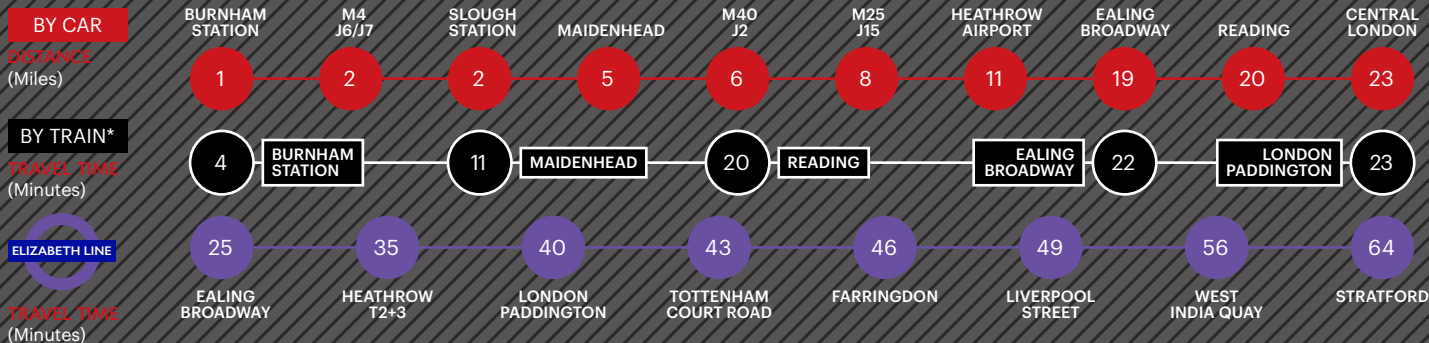 BY CAR
DISTANCE
(Miles)
BURNHAM
STATION
M4
J6/J7
SLOUGH
STATION
MAIDENHEAD
M40
J2
M25
J15
HEATHROW
AIRPORT
EALING
BROADWAY
READING
CENTRAL
LONDON
1
2
2
5
6
8
11
19
20
23
BY TRAIN*
TRAVEL TIME
(Minutes)
4
BURNHAM
STATION
11
MAIDENHEAD
20
READING
EALING
BROADWAY
22
LONDON
PADDINGTON
23
ELIZABETH LINE
TRAVEL TIME
(Minutes)
25
35
40
43
46
49
56
64
EALING
BROADWAY
HEATHROW
T2+3
LONDON
PADDINGTON
TOTTENHAM
COURT ROAD
FARRINGDON
LIVERPOOL
STREET
WEST
INDIA QUAY
STRATFORD